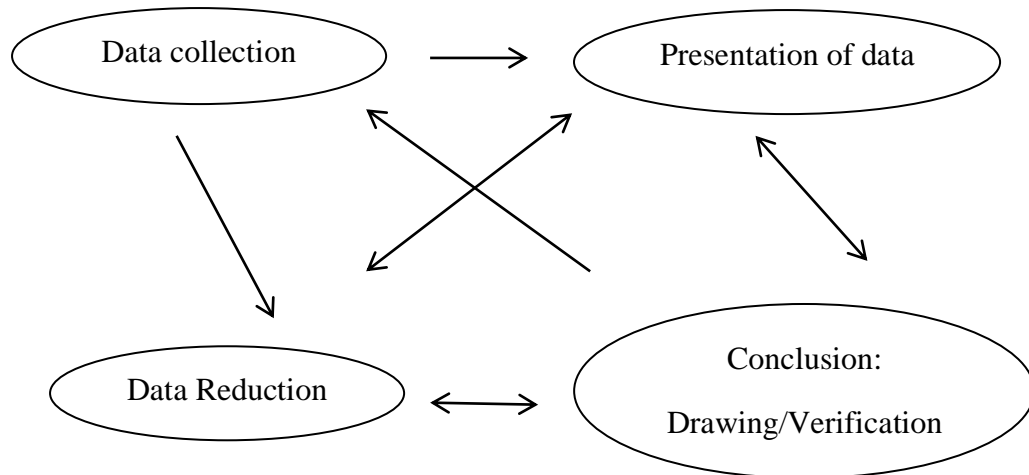 Data collection
Presentation of data
Data Reduction
Conclusion:
Drawing/Verification